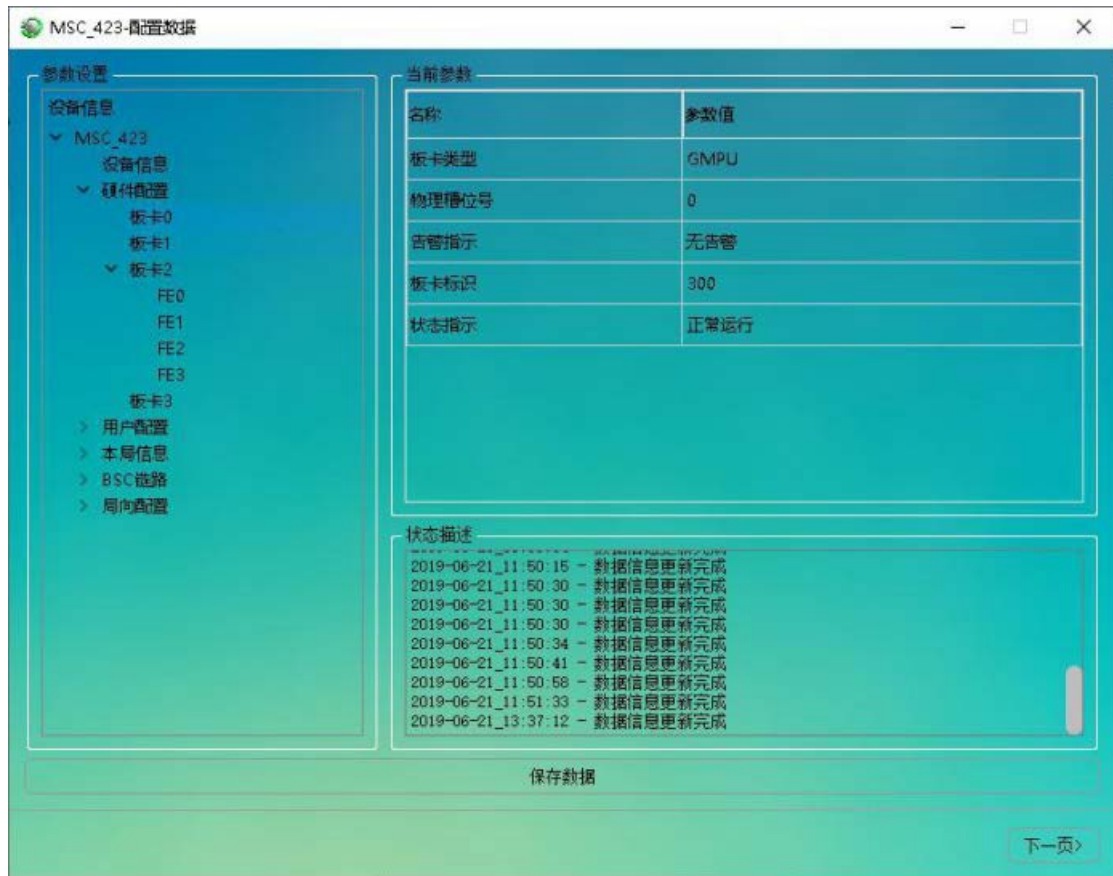 MSC_423-配置数据
参数设置
设备信息
MSC_423
设备信息
硬件配置
板卡0
板卡1
板卡2
FE0
FE1
FE2
FE3
板卡3
用户配置
本局信息
BSC链路
局向配置
当前参数
名称 参数值
板卡类型 GMPU
物理槽位号 0
告警指示 无告警
板卡标识 300
状态指示 正常运行
状态描述
2019-06-21_11:50:15 - 数据信息更新完成
2019-06-21_11:50:30 - 数据信息更新完成
2019-06-21_11:50:30 - 数据信息更新完成
2019-06-21_11:50:30 - 数据信息更新完成
2019-06-21_11:50:34 - 数据信息更新完成
2019-06-21_11:50:41 - 数据信息更新完成
2019-06-21_11:50:58 - 数据信息更新完成
2019-06-21_11:51:33 - 数据信息更新完成
2019-06-21_13:37:12 - 数据信息更新完成
保存数据
下一页>